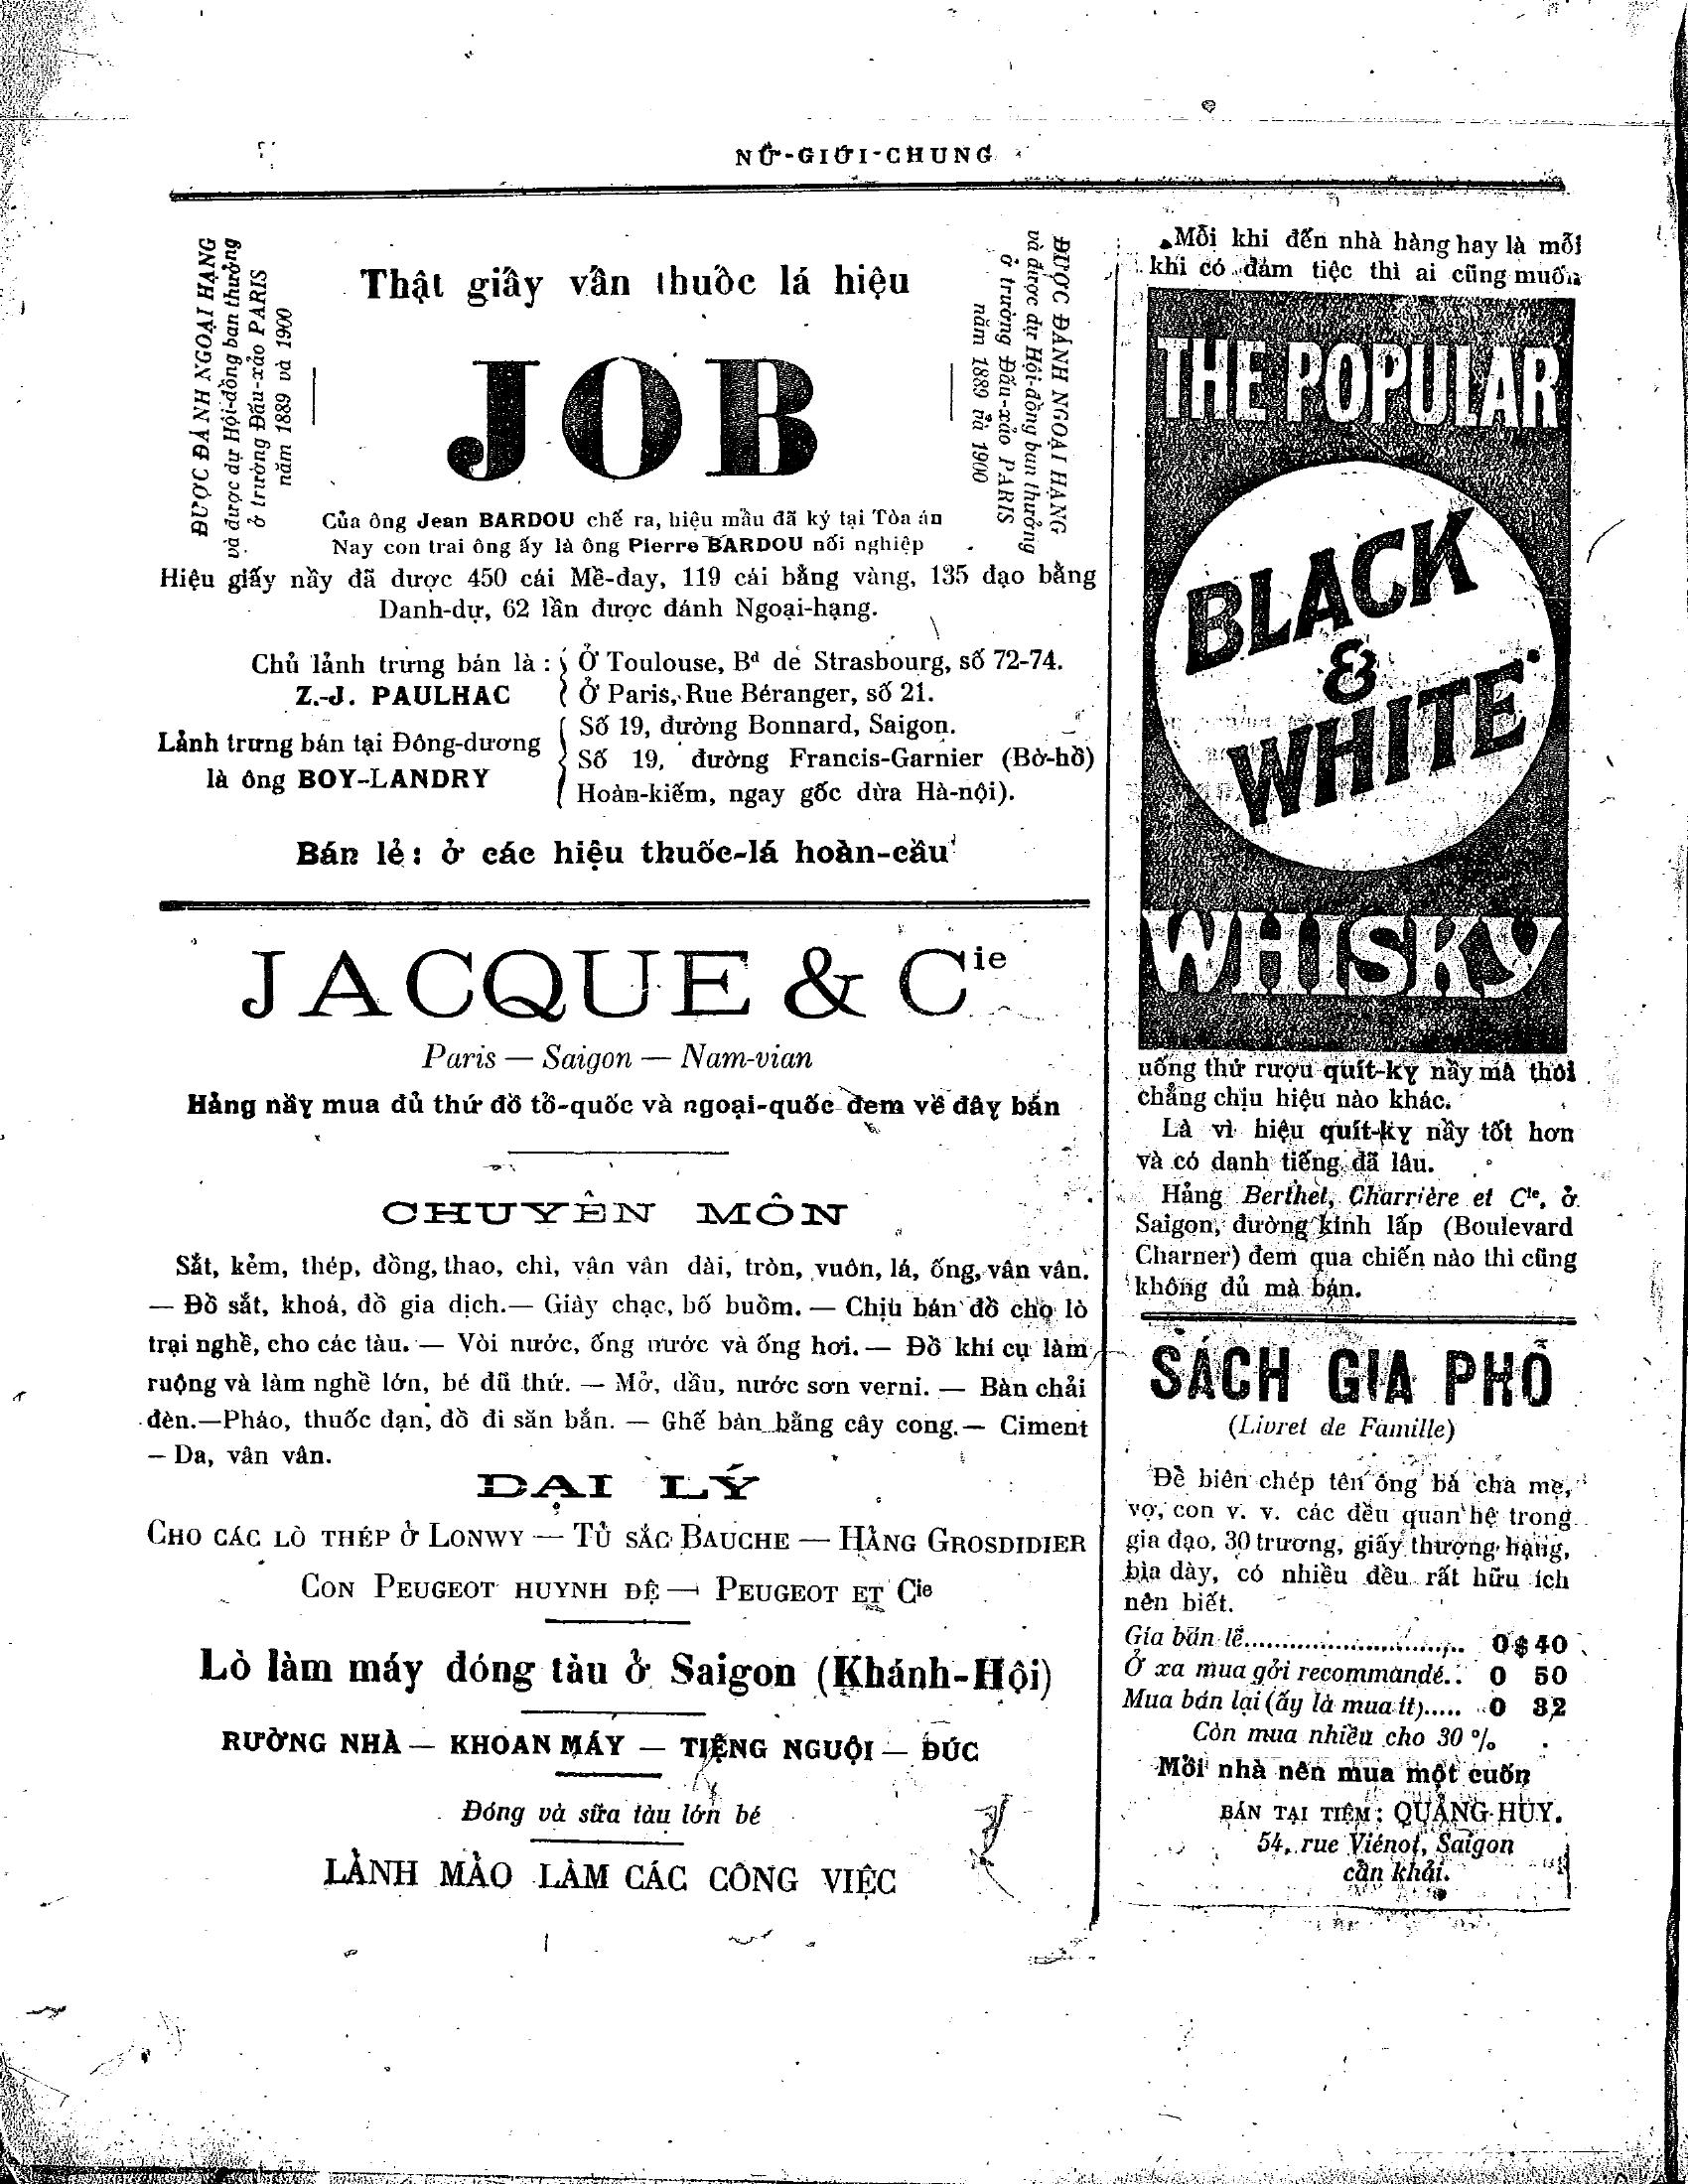 NỮ-GIỚI-CHUNG
ĐƯỢC ĐÁNH NGOẠI HẠNG
và được dự Hội-đồng ban thưởng
ở trường Đấu-xảo PARIS
năm 1889 và 1900
Thật giấy vấn thuốc lá hiệu
JOB
ĐƯỢC ĐÁNH NGOẠI HẠNG
và được dự Hội-đồng ban thưởng
ở trường Đấu-xảo PARIS
năm 1889 và 1900
Của ông Jean BARDOU chế ra, hiệu mầu đã ký tại Tòa án
Nay con trai ông ấy là ông Pierre BARDOU nối nghiệp
Hiệu giấy nầy đã được 450 cái Mề-đay, 119 cái bằng vàng, 135 đạo bằng
Danh-dự, 62 lần được đánh Ngoại-hạng.
Chủ lảnh trưng bán là :
Z.-J. PAULHAC
Ở Toulouse, Bd de Strasbourg, số 72-74.
Ở Paris, Rue Béranger, số 21.
Lảnh trưng bán tại Đông-dương
là ông BOY-LANDRY
Số 19, đường Bonnard, Saigon.
Số 19, đường Francis-Garnier (Bờ-hồ)
Hoàn-kiếm, ngay gốc dừa Hà-nội).
Bán lẻ : ở các hiệu thuốc-lá hoàn-cầu
JACQUE & Cie
Paris — Saigon — Nam-vian
Hảng nầy mua đủ thứ đồ tổ-quốc và ngoại-quốc đem về đây bán
CHUYÊN MÔN
Sắt, kẻm, thép, đồng, thao, chì, vân vân dài, tròn, vuôn, lá, ống, vân vân.
— Đồ sắt, khoá, đồ gia dịch.— Giày chạc, bố buồm. — Chịu bán đồ cho lò
trại nghề, cho các tàu. — Vòi nước, ống nước và ống hơi. — Đồ khí cụ làm
ruộng và làm nghề lớn, bé đủ thứ. — Mở, dầu, nước sơn verni. — Bàn chải
đèn.—Pháo, thuốc đạn, đồ đi săn bắn. — Ghế bàn bằng cây cong.— Ciment
— Da, vân vân.
ĐẠI LÝ
CHO CÁC LÒ THÉP Ở LONWY — TỦ SẮC BAUCHE — HẢNG GROSDIDIER
CON PEUGEOT HUYNH ĐỆ — PEUGEOT ET Cie
Lò làm máy đóng tàu ở Saigon (Khánh-Hội)
RƯỜNG NHÀ — KHOAN MÁY — TIỆNG NGUỘI — ĐÚC
Đóng và sữa tàu lớn bé
LẢNH MÃO LÀM CÁC CÔNG VIỆC
Mỗi khi đến nhà hàng hay là mỗi
khi có đám tiệc thì ai cũng muốn
THE POPULAR
BLACK
&
WHITE
WHISKY
uống thứ rượu quít-ky nầy mà thôi
chẳng chịu hiệu nào khác.
Là vì hiệu quít-ky nầy tốt hơn
và có danh tiếng đã lâu.
Hảng Berthet, Charrière et Cie, ở
Saigon, đường kinh lấp (Boulevard
Charner) đem qua chiến nào thì cũng
không đủ mà bán.
SÁCH GIA PHỔ
(Livret de Famille)
Để biên chép tên ông bà cha mẹ,
vợ, con v. v. các đều quan hệ trong
gia đạo, 30 trương, giấy thượng hạng,
bìa dày, có nhiều đều rất hữu ích
nên biết.
Gia bán lẽ.............................. 0$40
Ở xa mua gởi recommandé.. 0 50
Mua bán lại (ấy là mua ít)..... 0 32
Còn mua nhiều cho 30 %
Mỗi nhà nên mua một cuốn
BÁN TẠI TIỆM : QUẢNG-HUY.
54, rue Viénot, Saigon
cẩn khải.